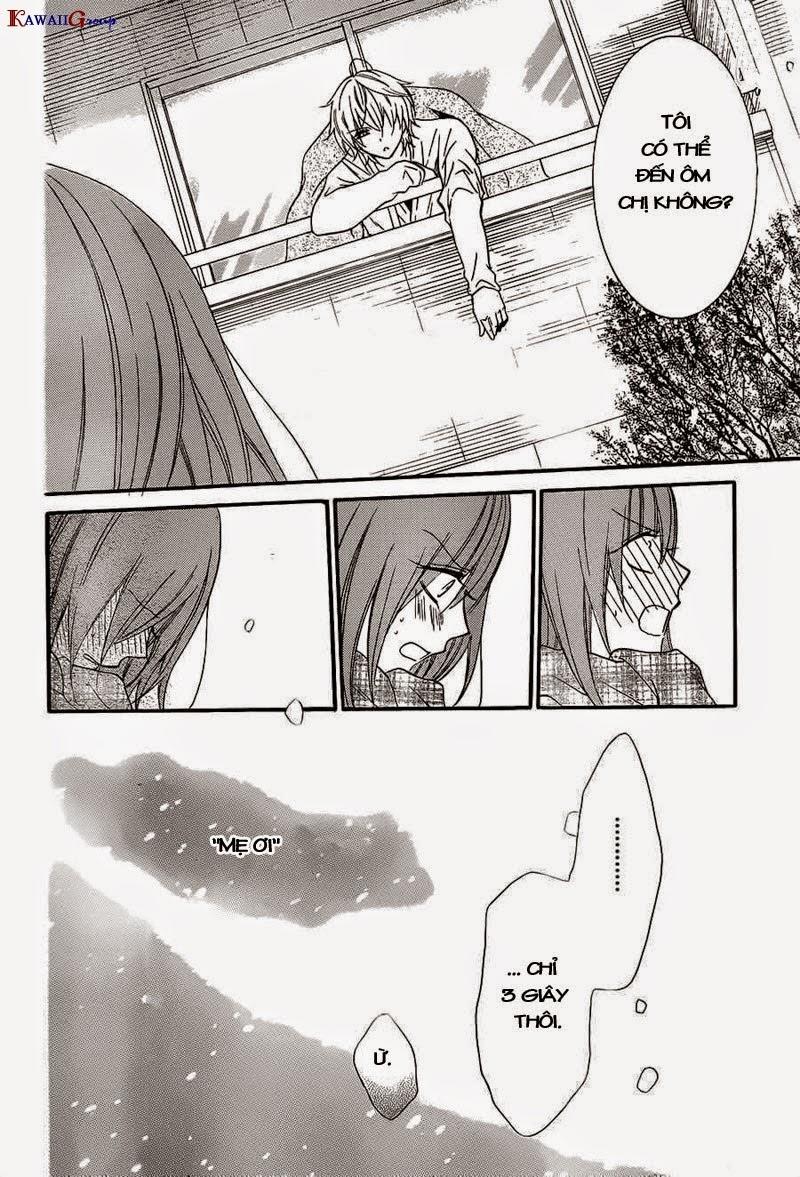 KAWAIIGroup
TÔI
CÓ THỂ
ĐẾN ÔM
CHỊ KHÔNG?
"MẸ ƠI"
..........
... CHỈ
3 GIÂY
THÔI.
Ừ.